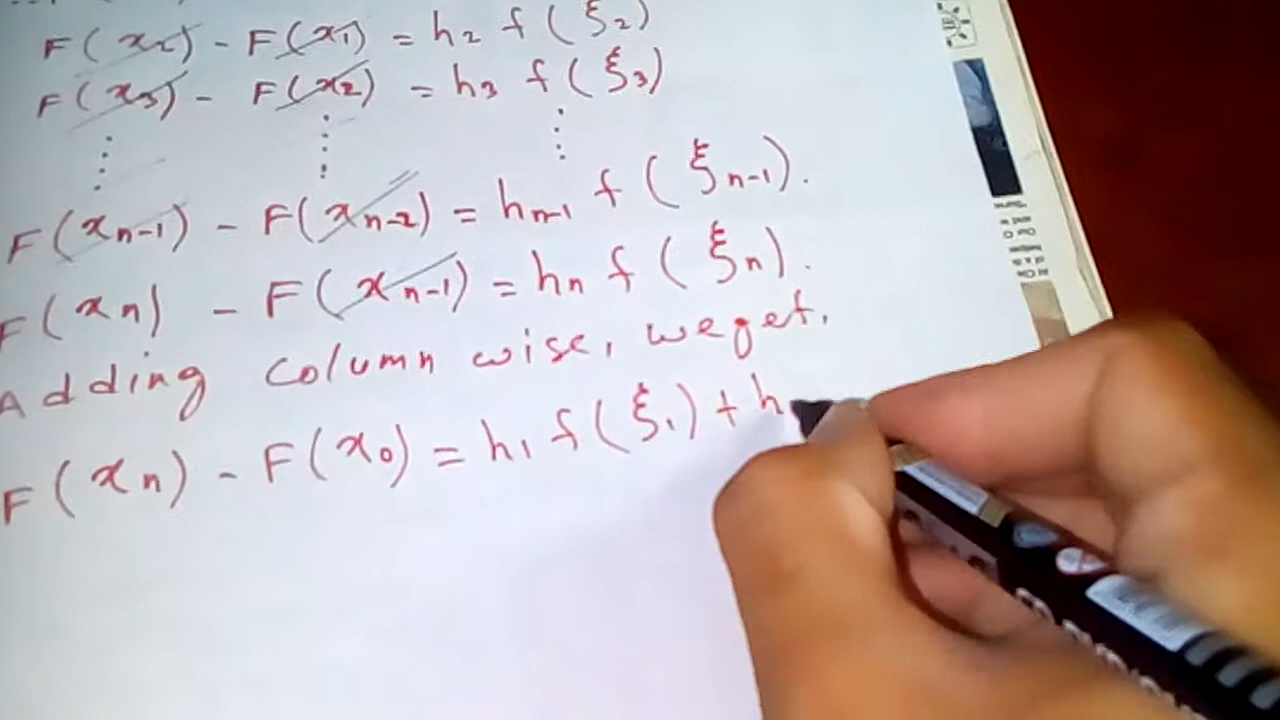 F(x₂) - F(x₁) = h₂ f(ξ₂)
F(x₃) - F(x₂) = h₃ f(ξ₃)
⋮ ⋮ ⋮
F(xₙ₋₁) - F(xₙ₋₂) = hₙ₋₁ f(ξₙ₋₁).
F(xₙ) - F(xₙ₋₁) = hₙ f(ξₙ).
Adding column wise, we get.
F(xₙ) - F(x₀) = h₁ f(ξ₁) + h